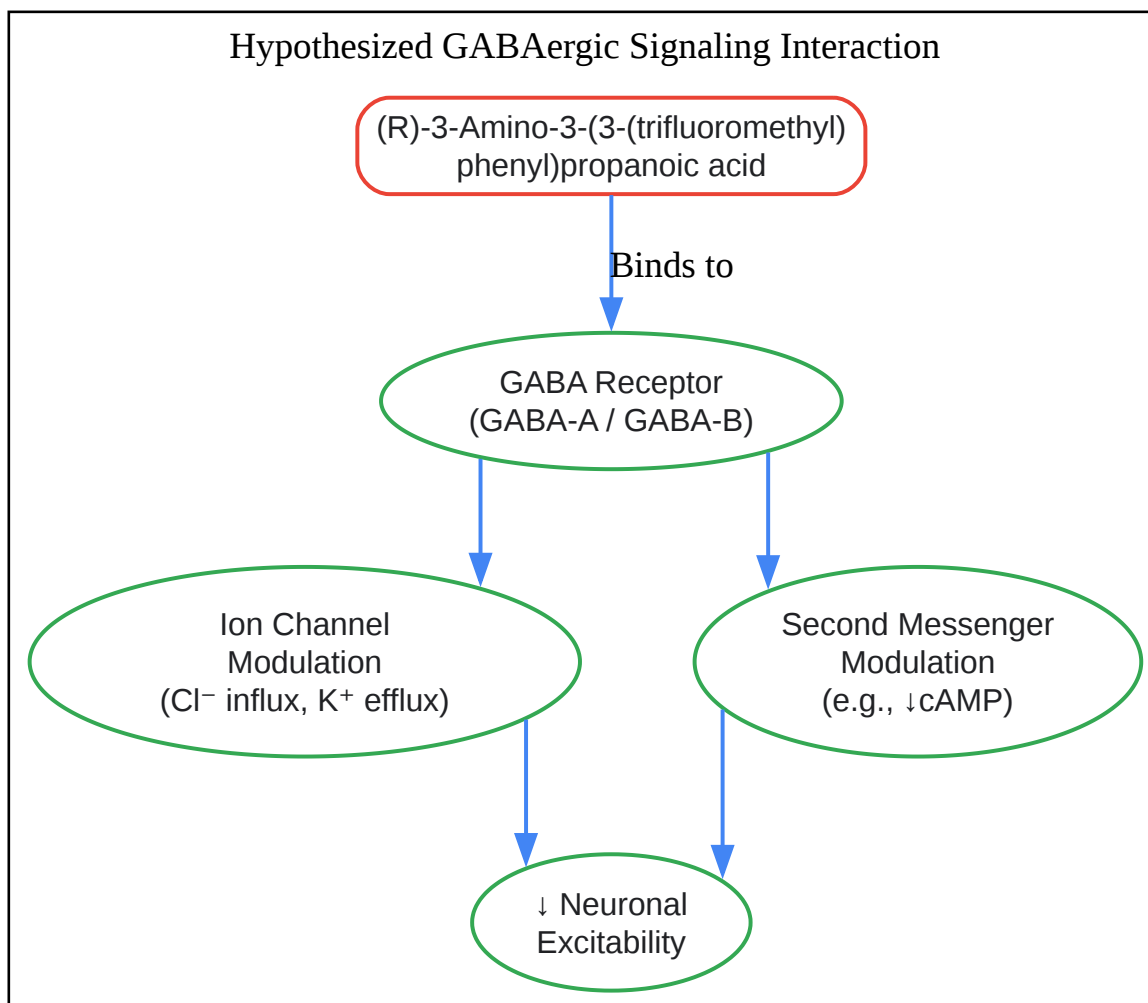 Hypothesized GABAergic Signaling Interaction
(R)-3-Amino-3-(3-(trifluoromethyl)
phenyl)propanoic acid
Binds to
GABA Receptor
(GABA-A / GABA-B)
Ion Channel
Modulation
(Cl⁻ influx, K⁺ efflux)
Second Messenger
Modulation
(e.g., ↓cAMP)
↓ Neuronal
Excitability